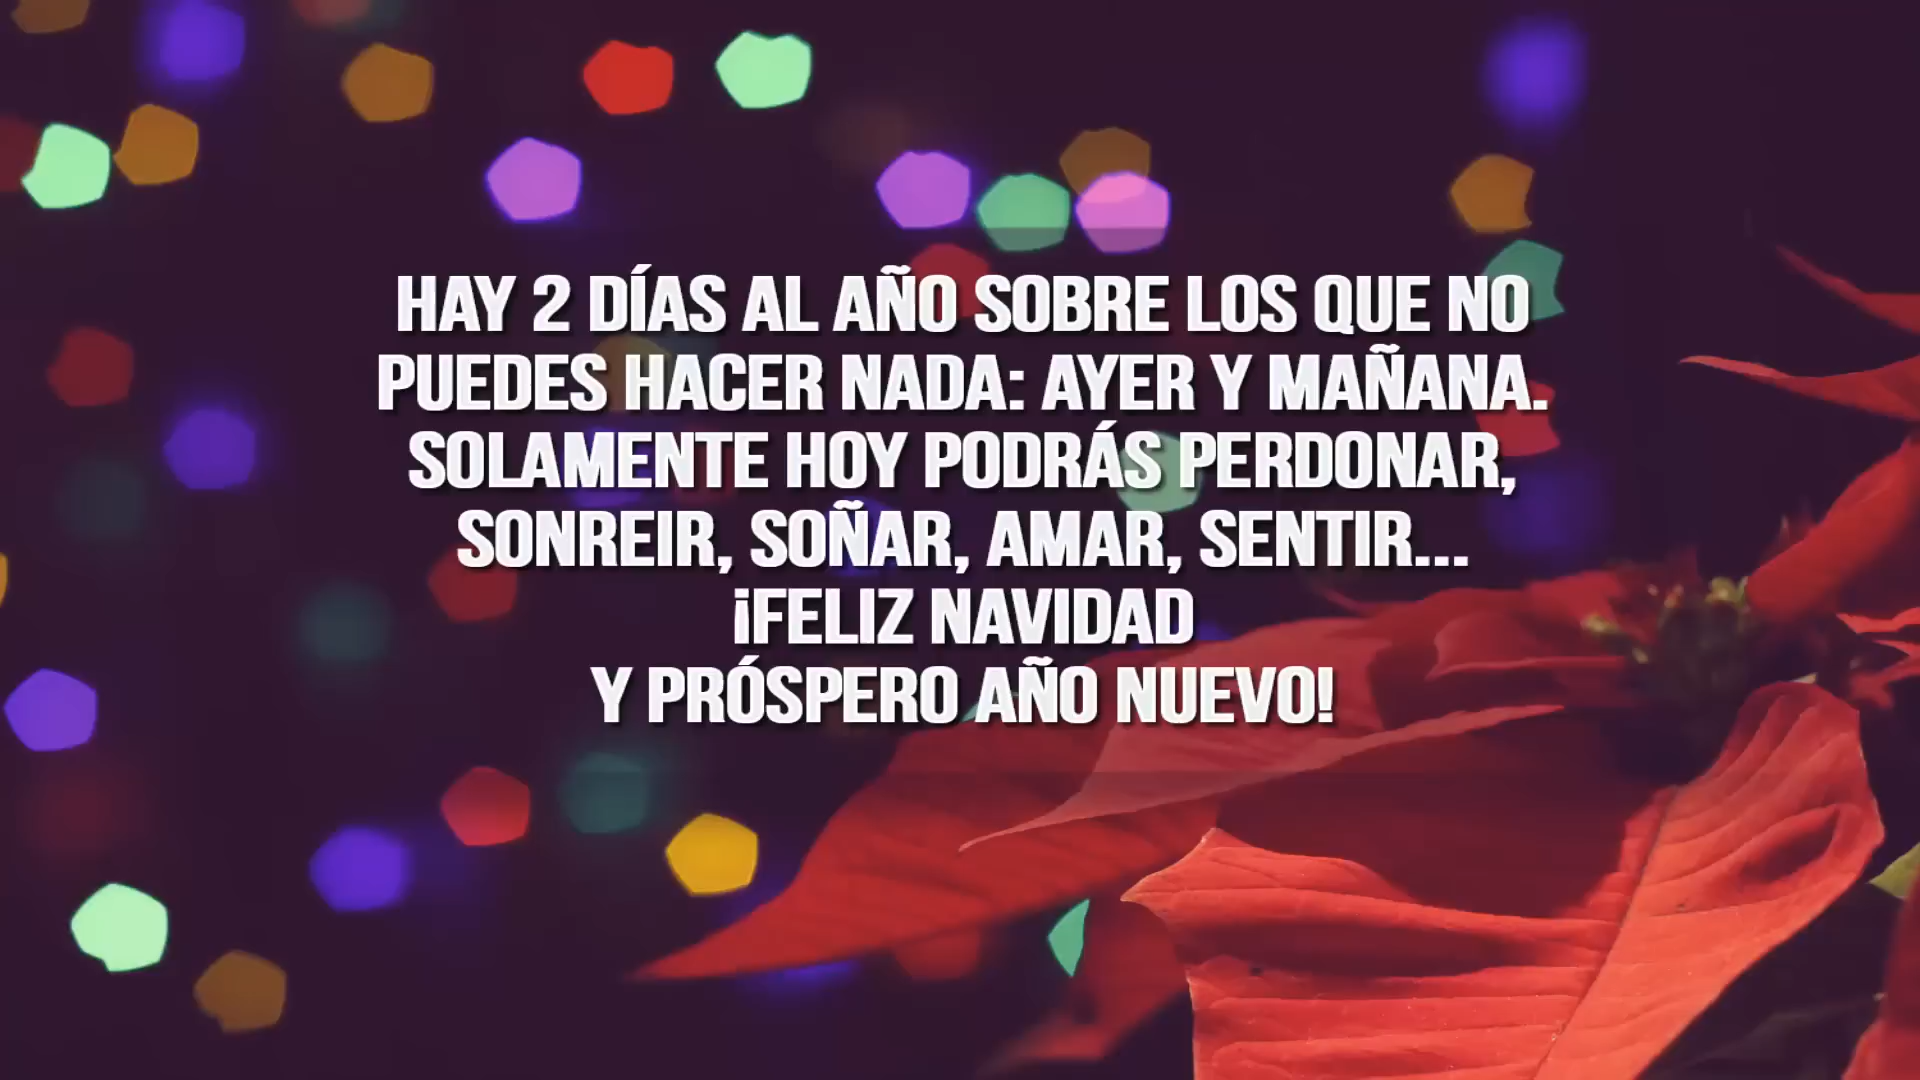 HAY 2 DÍAS AL AÑO SOBRE LOS QUE NO
PUEDES HACER NADA: AYER Y MAÑANA.
SOLAMENTE HOY PODRÁS PERDONAR,
SONREIR, SOÑAR, AMAR, SENTIR...
¡FELIZ NAVIDAD
Y PRÓSPERO AÑO NUEVO!